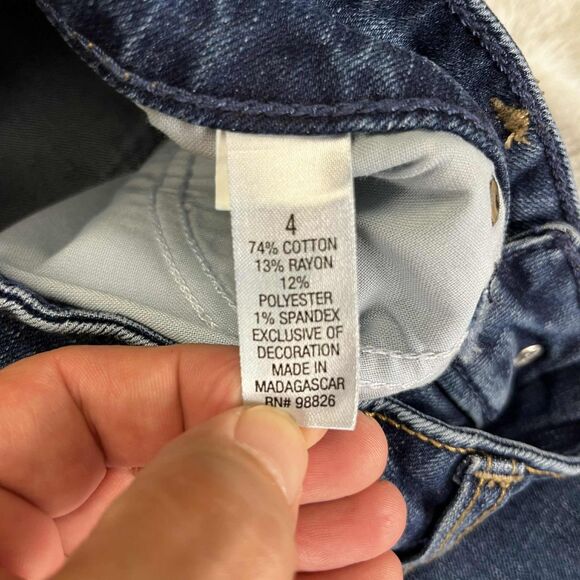 4
74% COTTON
13% RAYON
12%
POLYESTER
1% SPANDEX
EXCLUSIVE OF
DECORATION
MADE IN
MADAGASCAR
RN# 98826